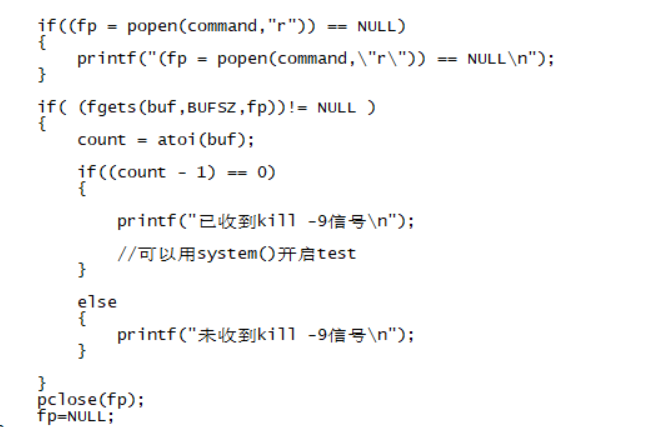 if((fp = popen(command,"r")) == NULL)
{
    printf("(fp = popen(command,\"r\")) == NULL\n");
}
if( (fgets(buf,BUFSZ,fp))!= NULL )
{
    count = atoi(buf);
    if((count - 1) == 0)
    {
        printf("已收到kill -9信号\n");
        //可以用system()开启test
    }
    else
    {
        printf("未收到kill -9信号\n");
    }
}
pclose(fp);
fp=NULL;